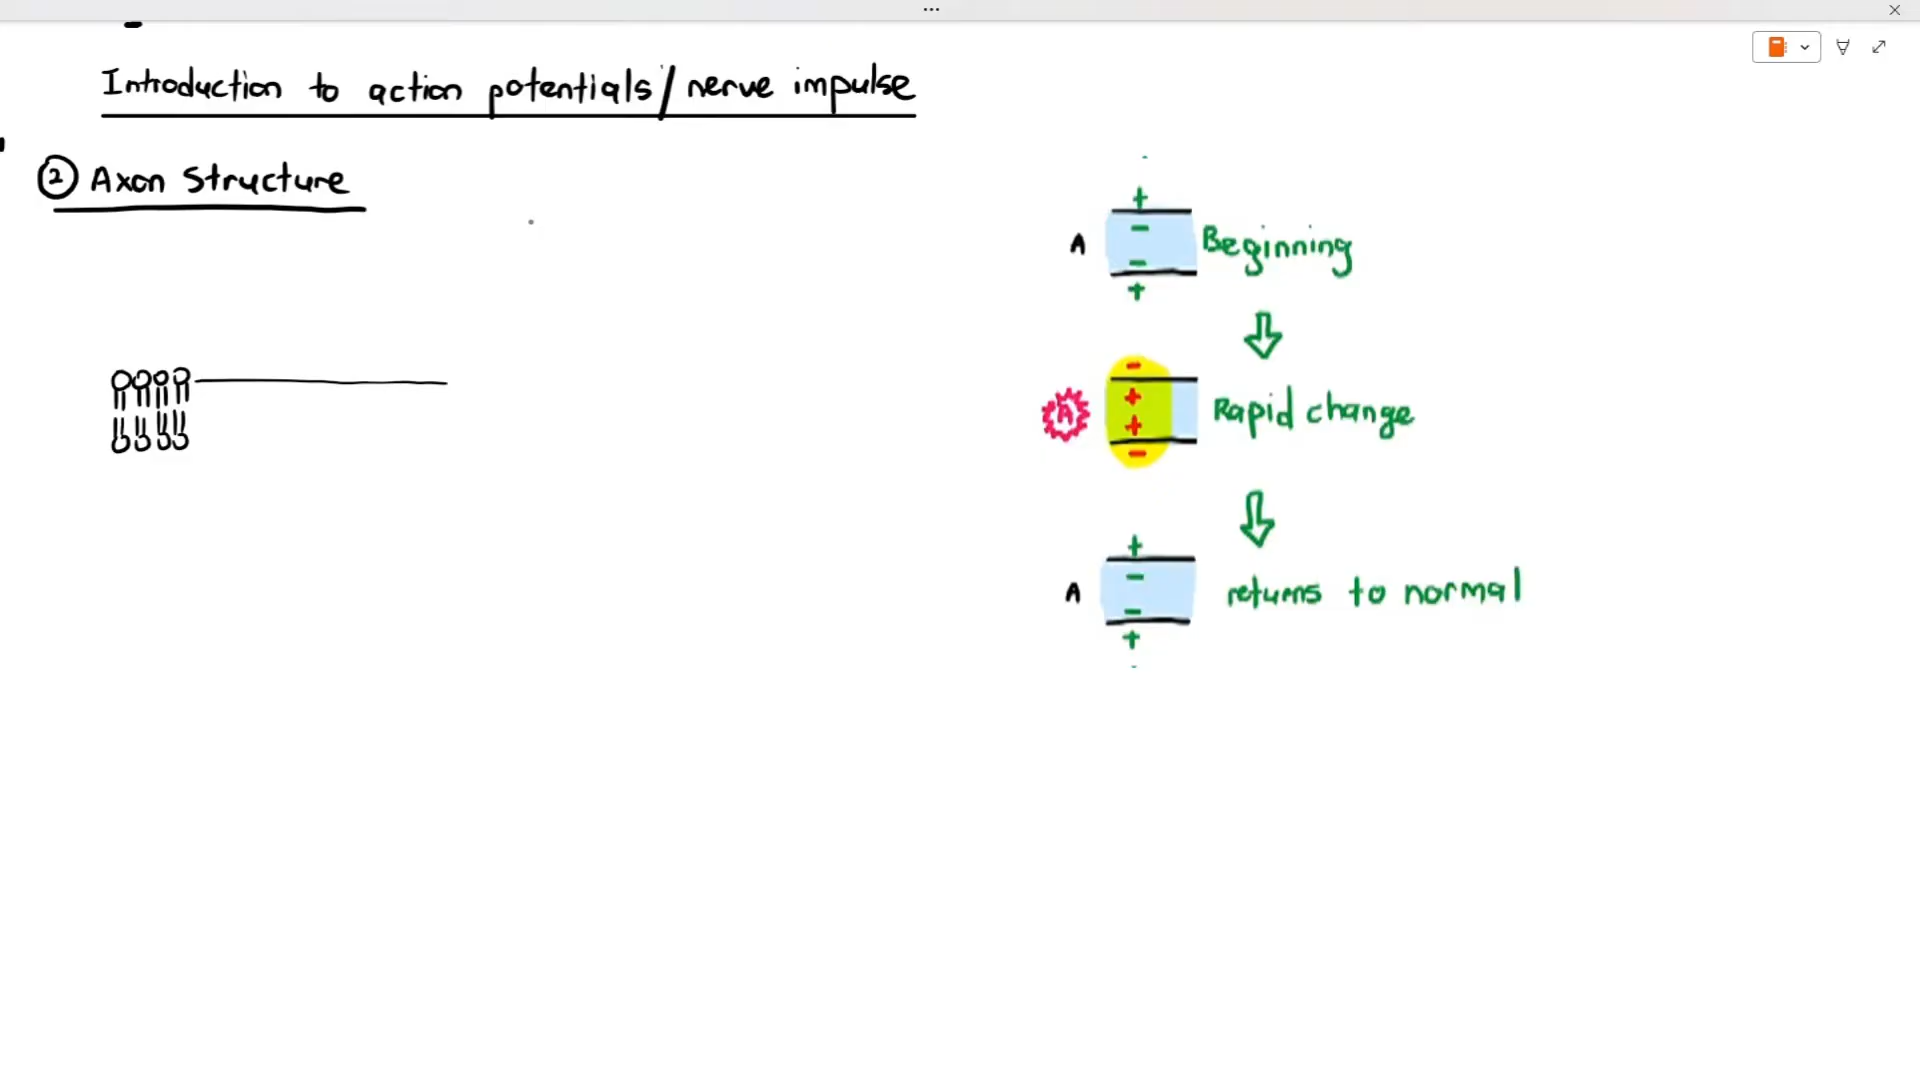 Introduction to action potentials/nerve impulse
② Axon Structure
+
−
A Beginning
−
+
−
+
A Rapid change
+
−
+
−
A returns to normal
−
+